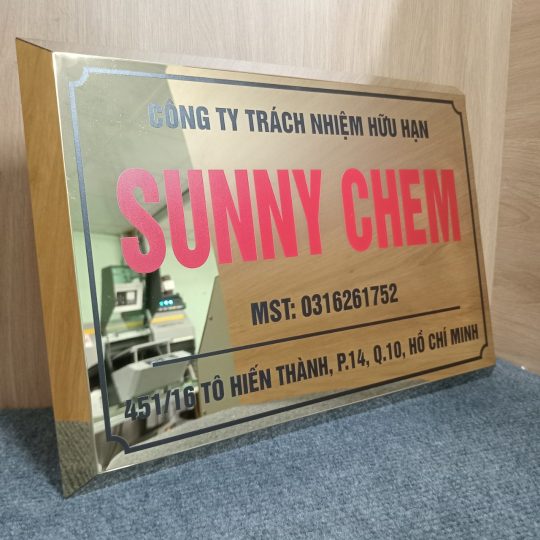 CÔNG TY TRÁCH NHIỆM HỮU HẠN
SUNNY CHEM
MST: 0316261752
451/16 TÔ HIẾN THÀNH, P.14, Q.10, HỒ CHÍ MINH